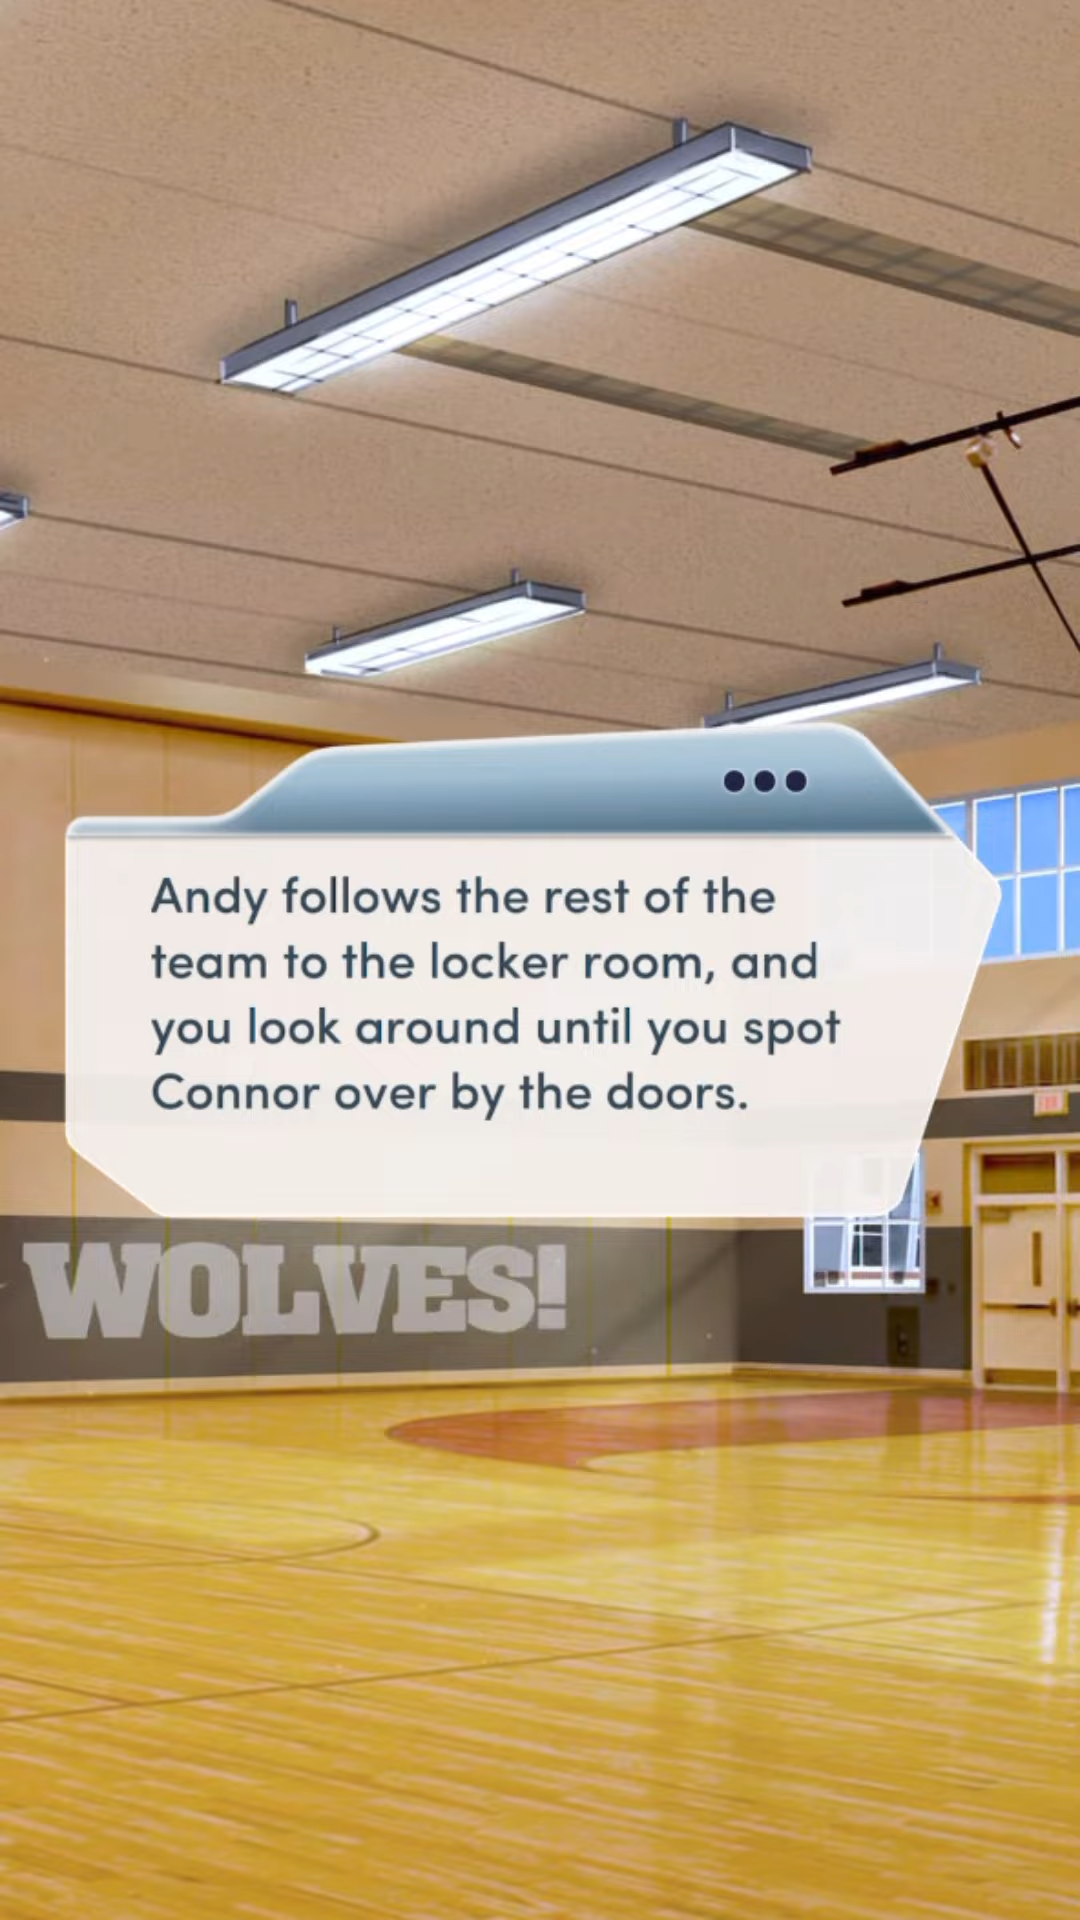 Andy follows the rest of the
team to the locker room, and
you look around until you spot
Connor over by the doors.
WOLVES!